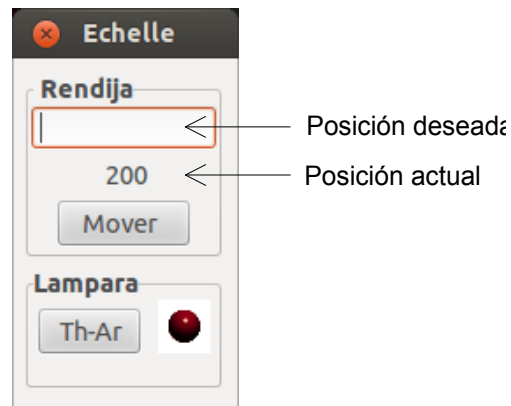 Echelle
Rendija
Posición deseada
200
Posición actual
Mover
Lampara
Th-Ar